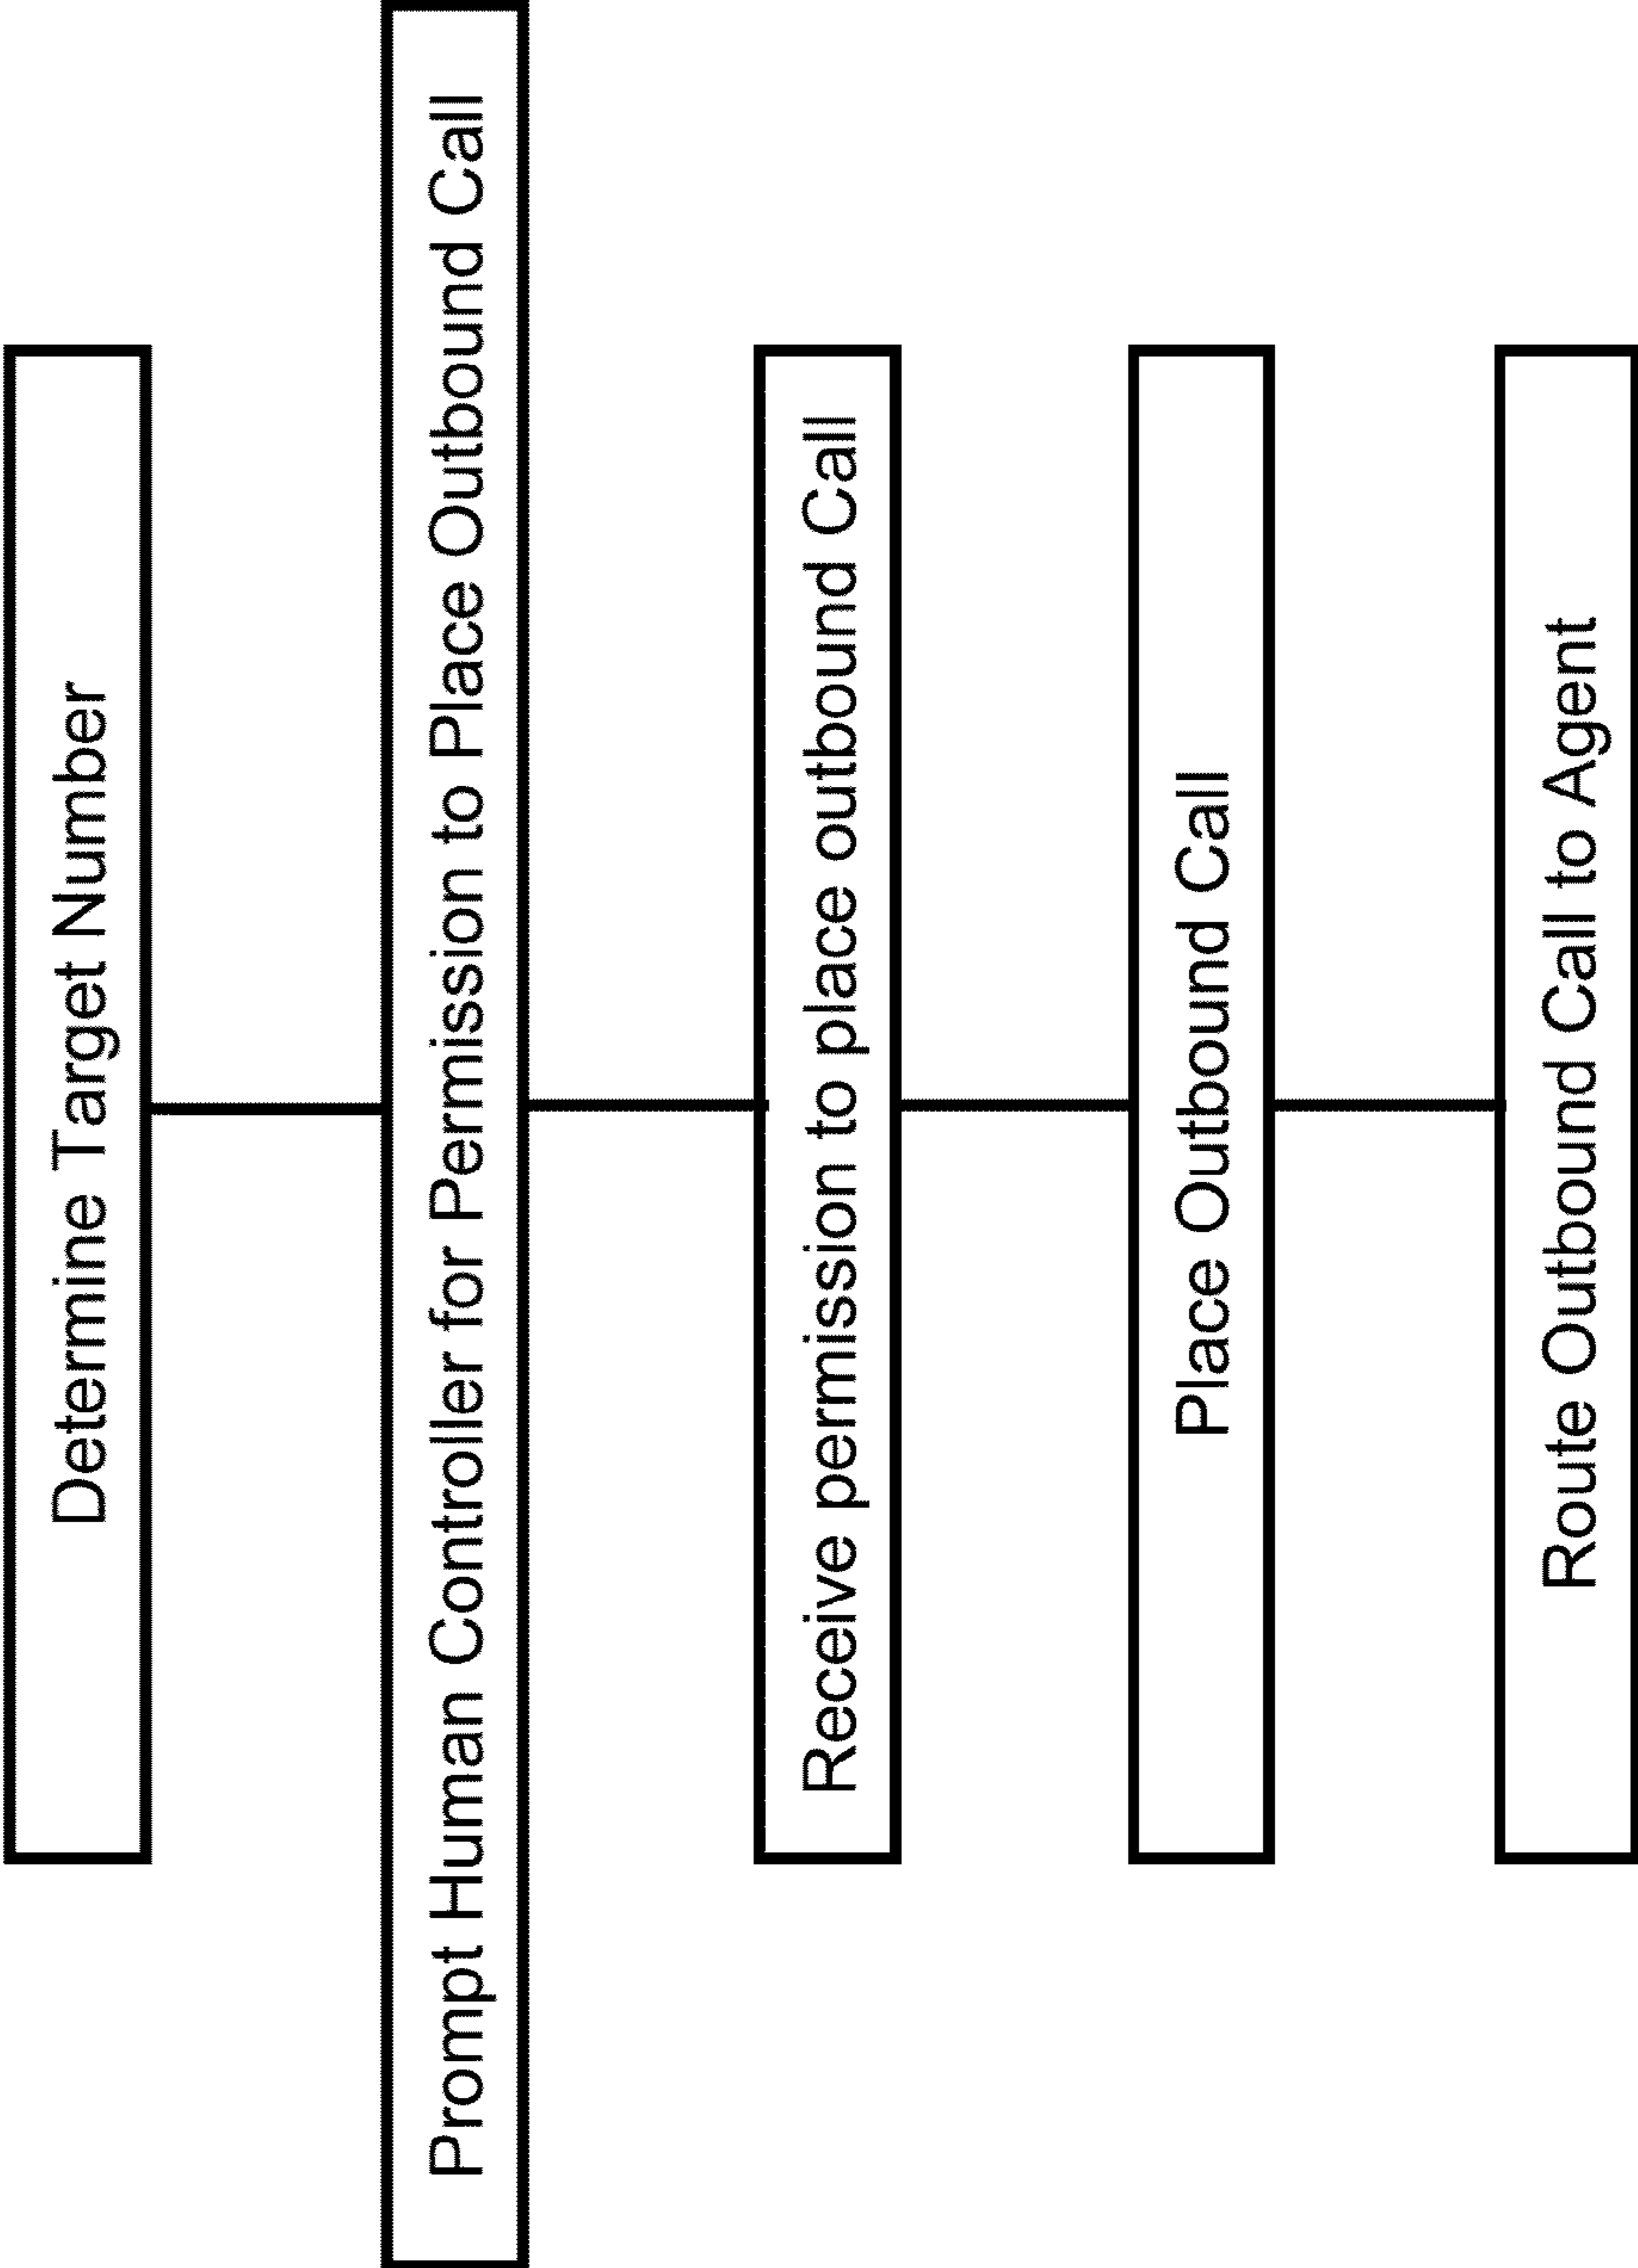 Determine Target Number
Prompt Human Controller for Permission to Place Outbound Call
Receive permission to place outbound Call
Place Outbound Call
Route Outbound Call to Agent